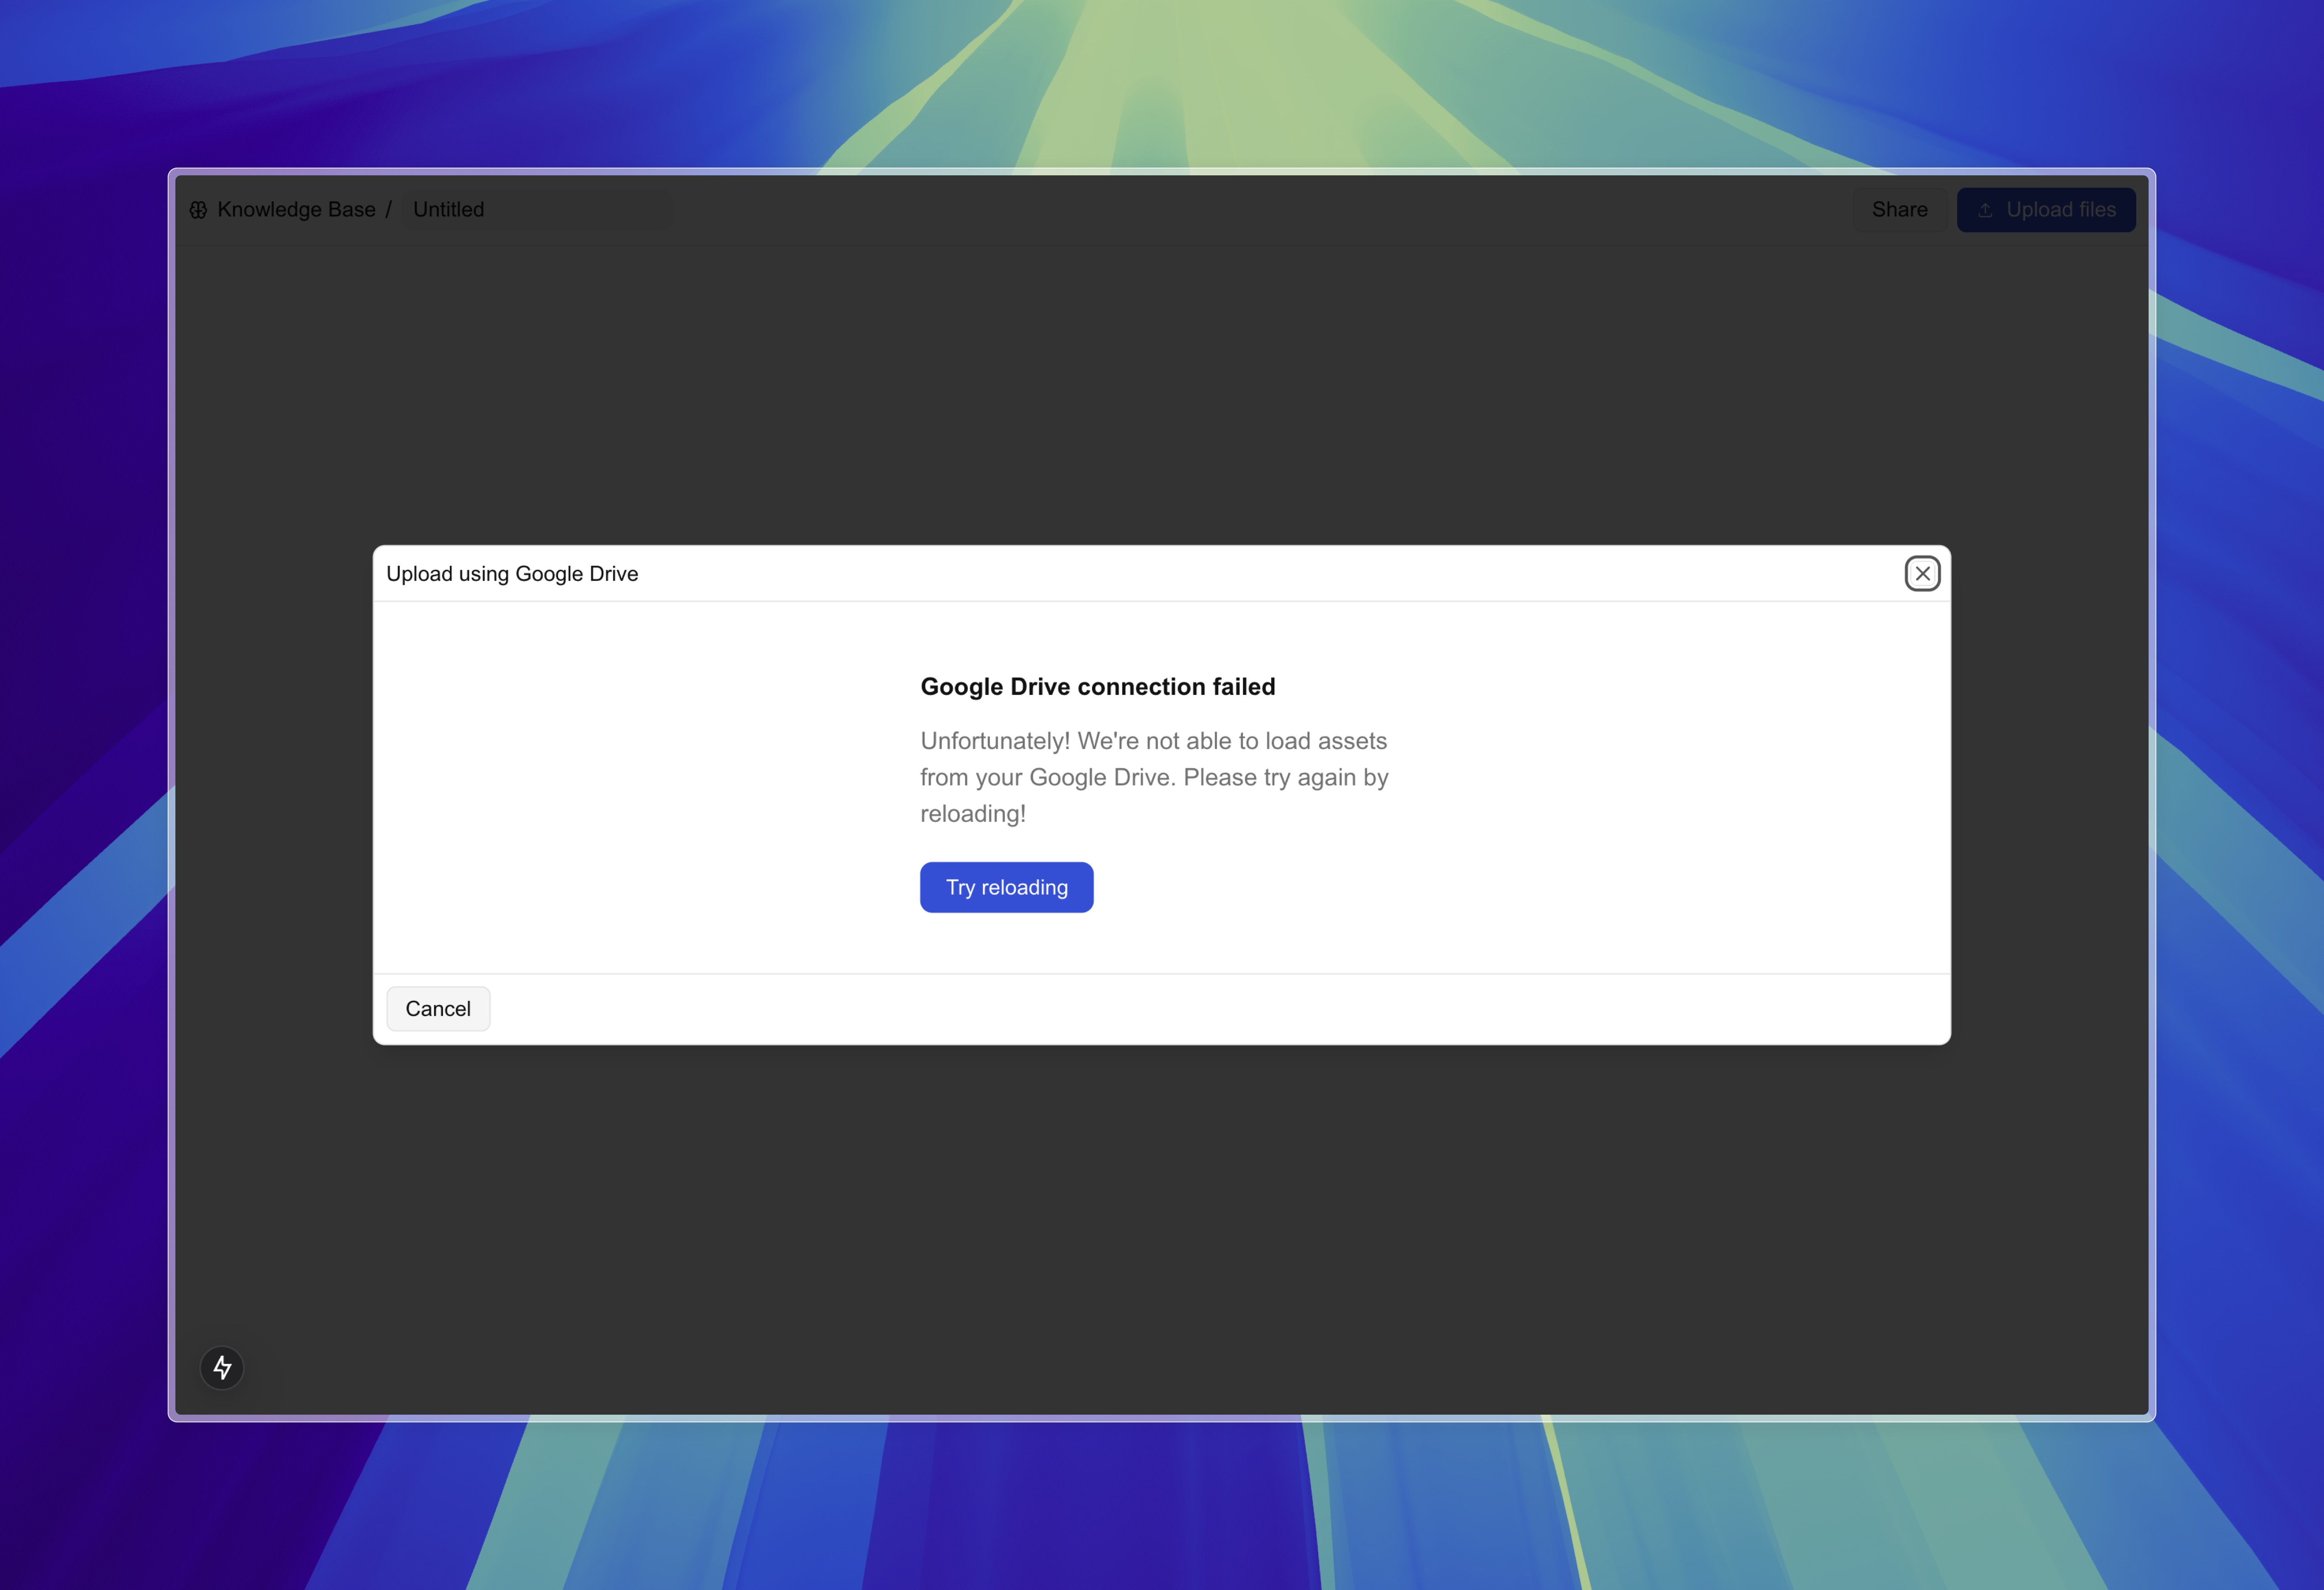 Knowledge Base / Untitled
Share
Upload files
Upload using Google Drive
Google Drive connection failed
Unfortunately! We're not able to load assets
from your Google Drive. Please try again by
reloading!
Try reloading
Cancel